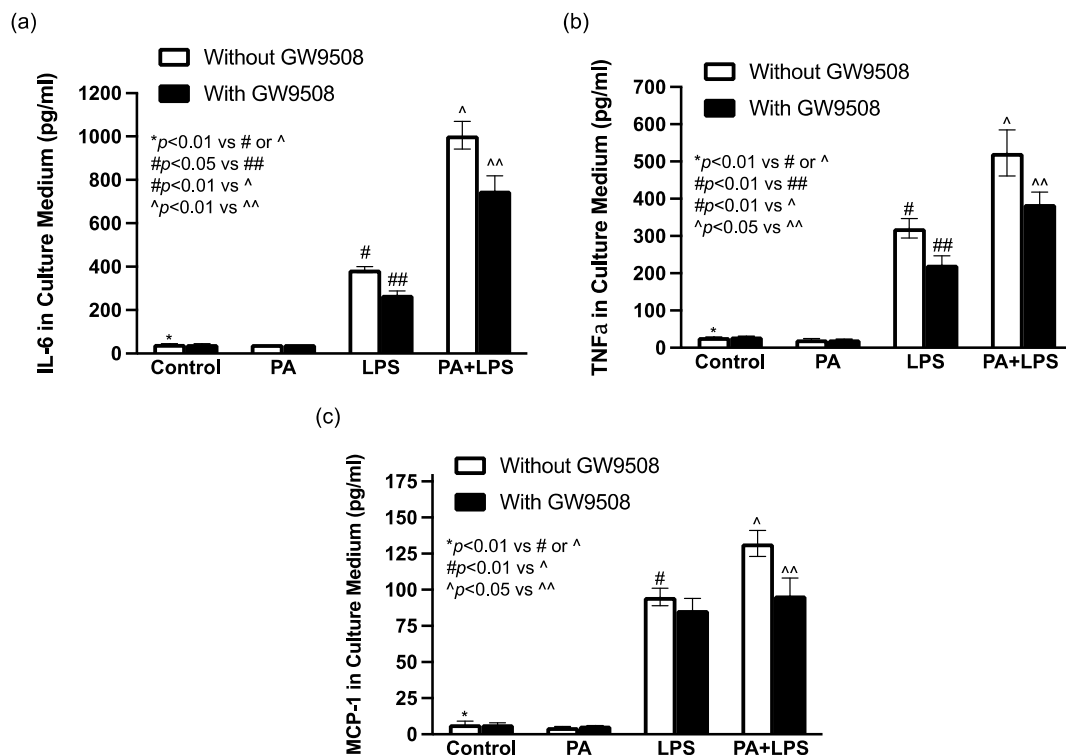 (a)
Without GW9508
With GW9508
*p<0.01 vs # or ^
#p<0.05 vs ##
#p<0.01 vs ^
^p<0.01 vs ^^
IL-6 in Culture Medium (pg/ml)
1200
1000
800
600
400
200
0
*
#
##
^
^^
Control PA LPS PA+LPS
(b)
Without GW9508
With GW9508
*p<0.01 vs # or ^
#p<0.01 vs ##
#p<0.01 vs ^
^p<0.05 vs ^^
TNFa in Culture Medium (pg/ml)
700
600
500
400
300
200
100
0
*
#
##
^
^^
Control PA LPS PA+LPS
(c)
Without GW9508
With GW9508
*p<0.01 vs # or ^
#p<0.01 vs ^
^p<0.05 vs ^^
MCP-1 in Culture Medium (pg/ml)
175
150
125
100
75
50
25
0
*
#
^
^^
Control PA LPS PA+LPS